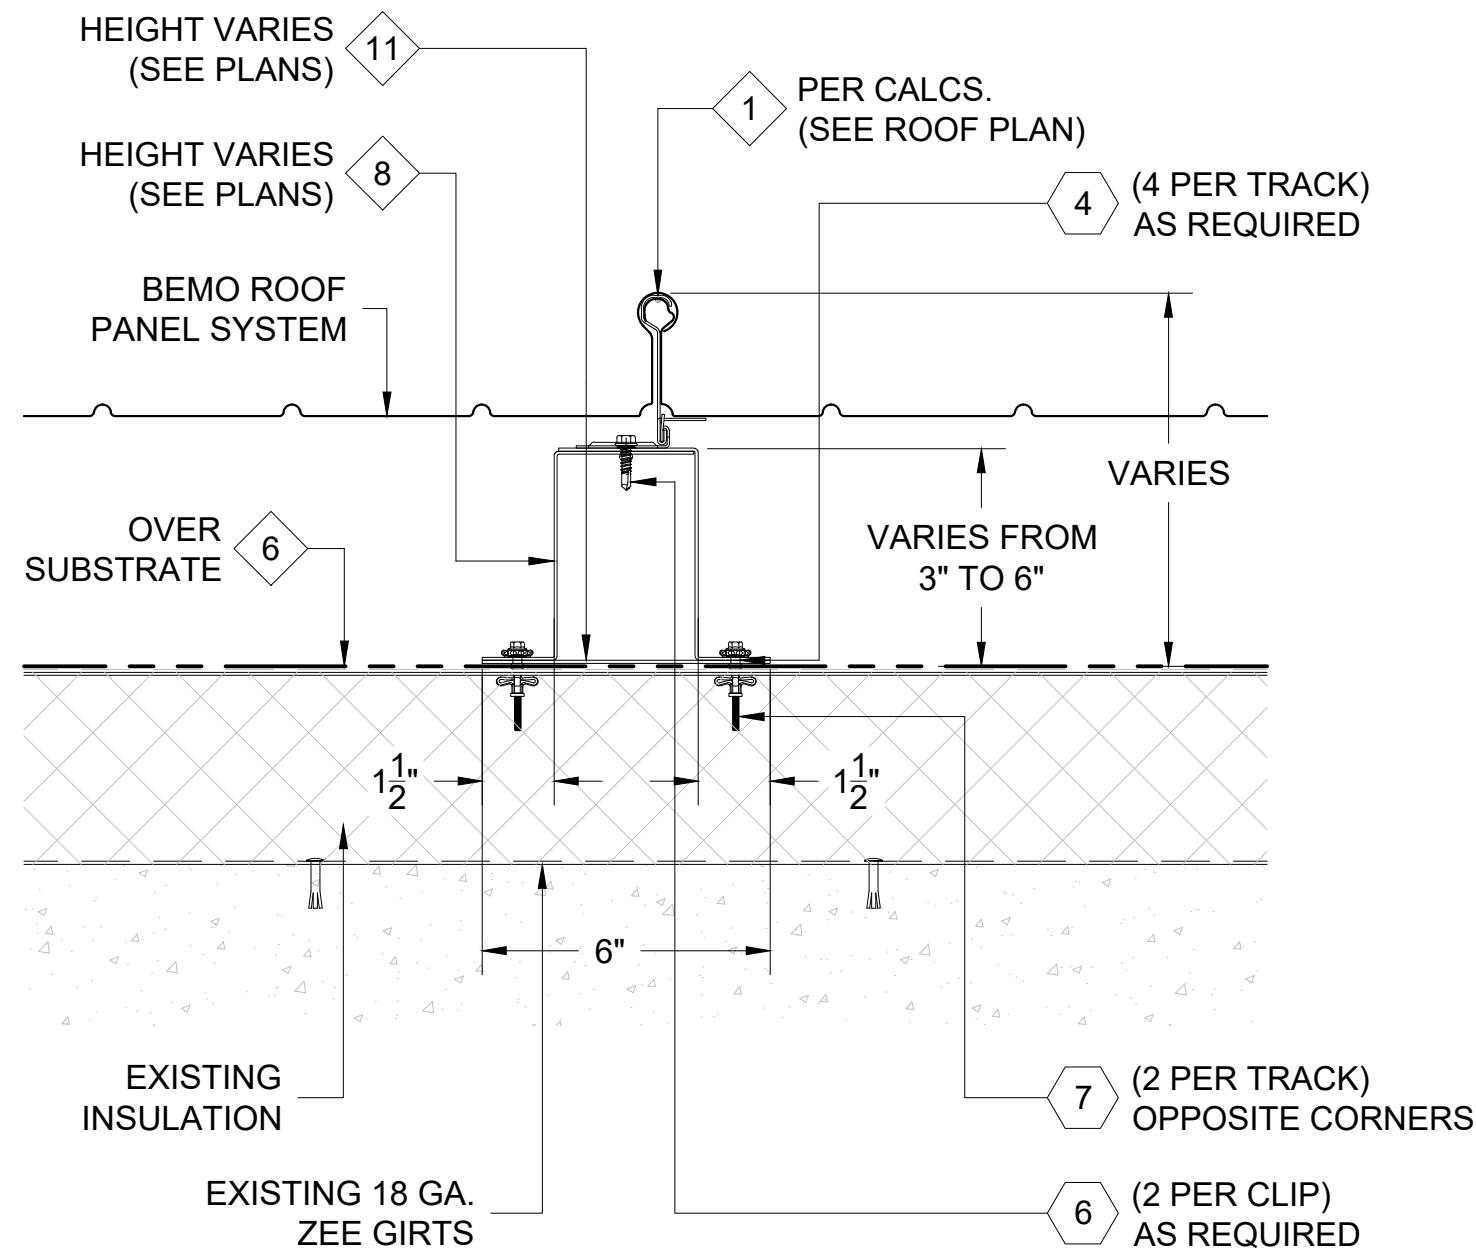 HEIGHT VARIES
(SEE PLANS)
11
1
PER CALCS.
(SEE ROOF PLAN)
HEIGHT VARIES
(SEE PLANS)
8
4
(4 PER TRACK)
AS REQUIRED
BEMO ROOF
PANEL SYSTEM
VARIES
OVER
SUBSTRATE
6
VARIES FROM
3" TO 6"
1 1/2"
1 1/2"
6"
EXISTING
INSULATION
7
(2 PER TRACK)
OPPOSITE CORNERS
EXISTING 18 GA.
ZEE GIRTS
6
(2 PER CLIP)
AS REQUIRED